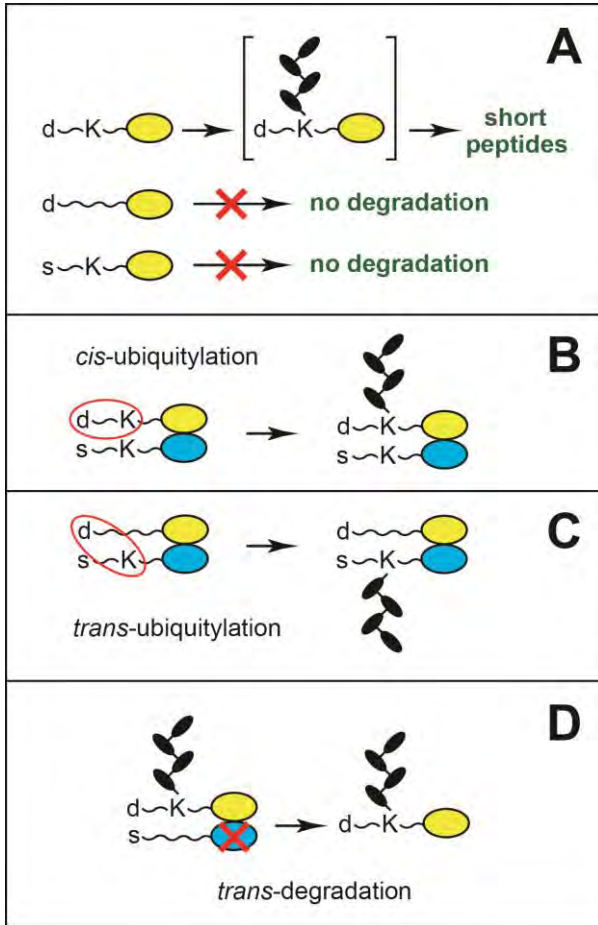 A
d K d K short
peptides
d no degradation
s K no degradation
cis-ubiquitylation B
d K d K
s K s K
d d C
s K s K
trans-ubiquitylation
D
d K d K
s
trans-degradation